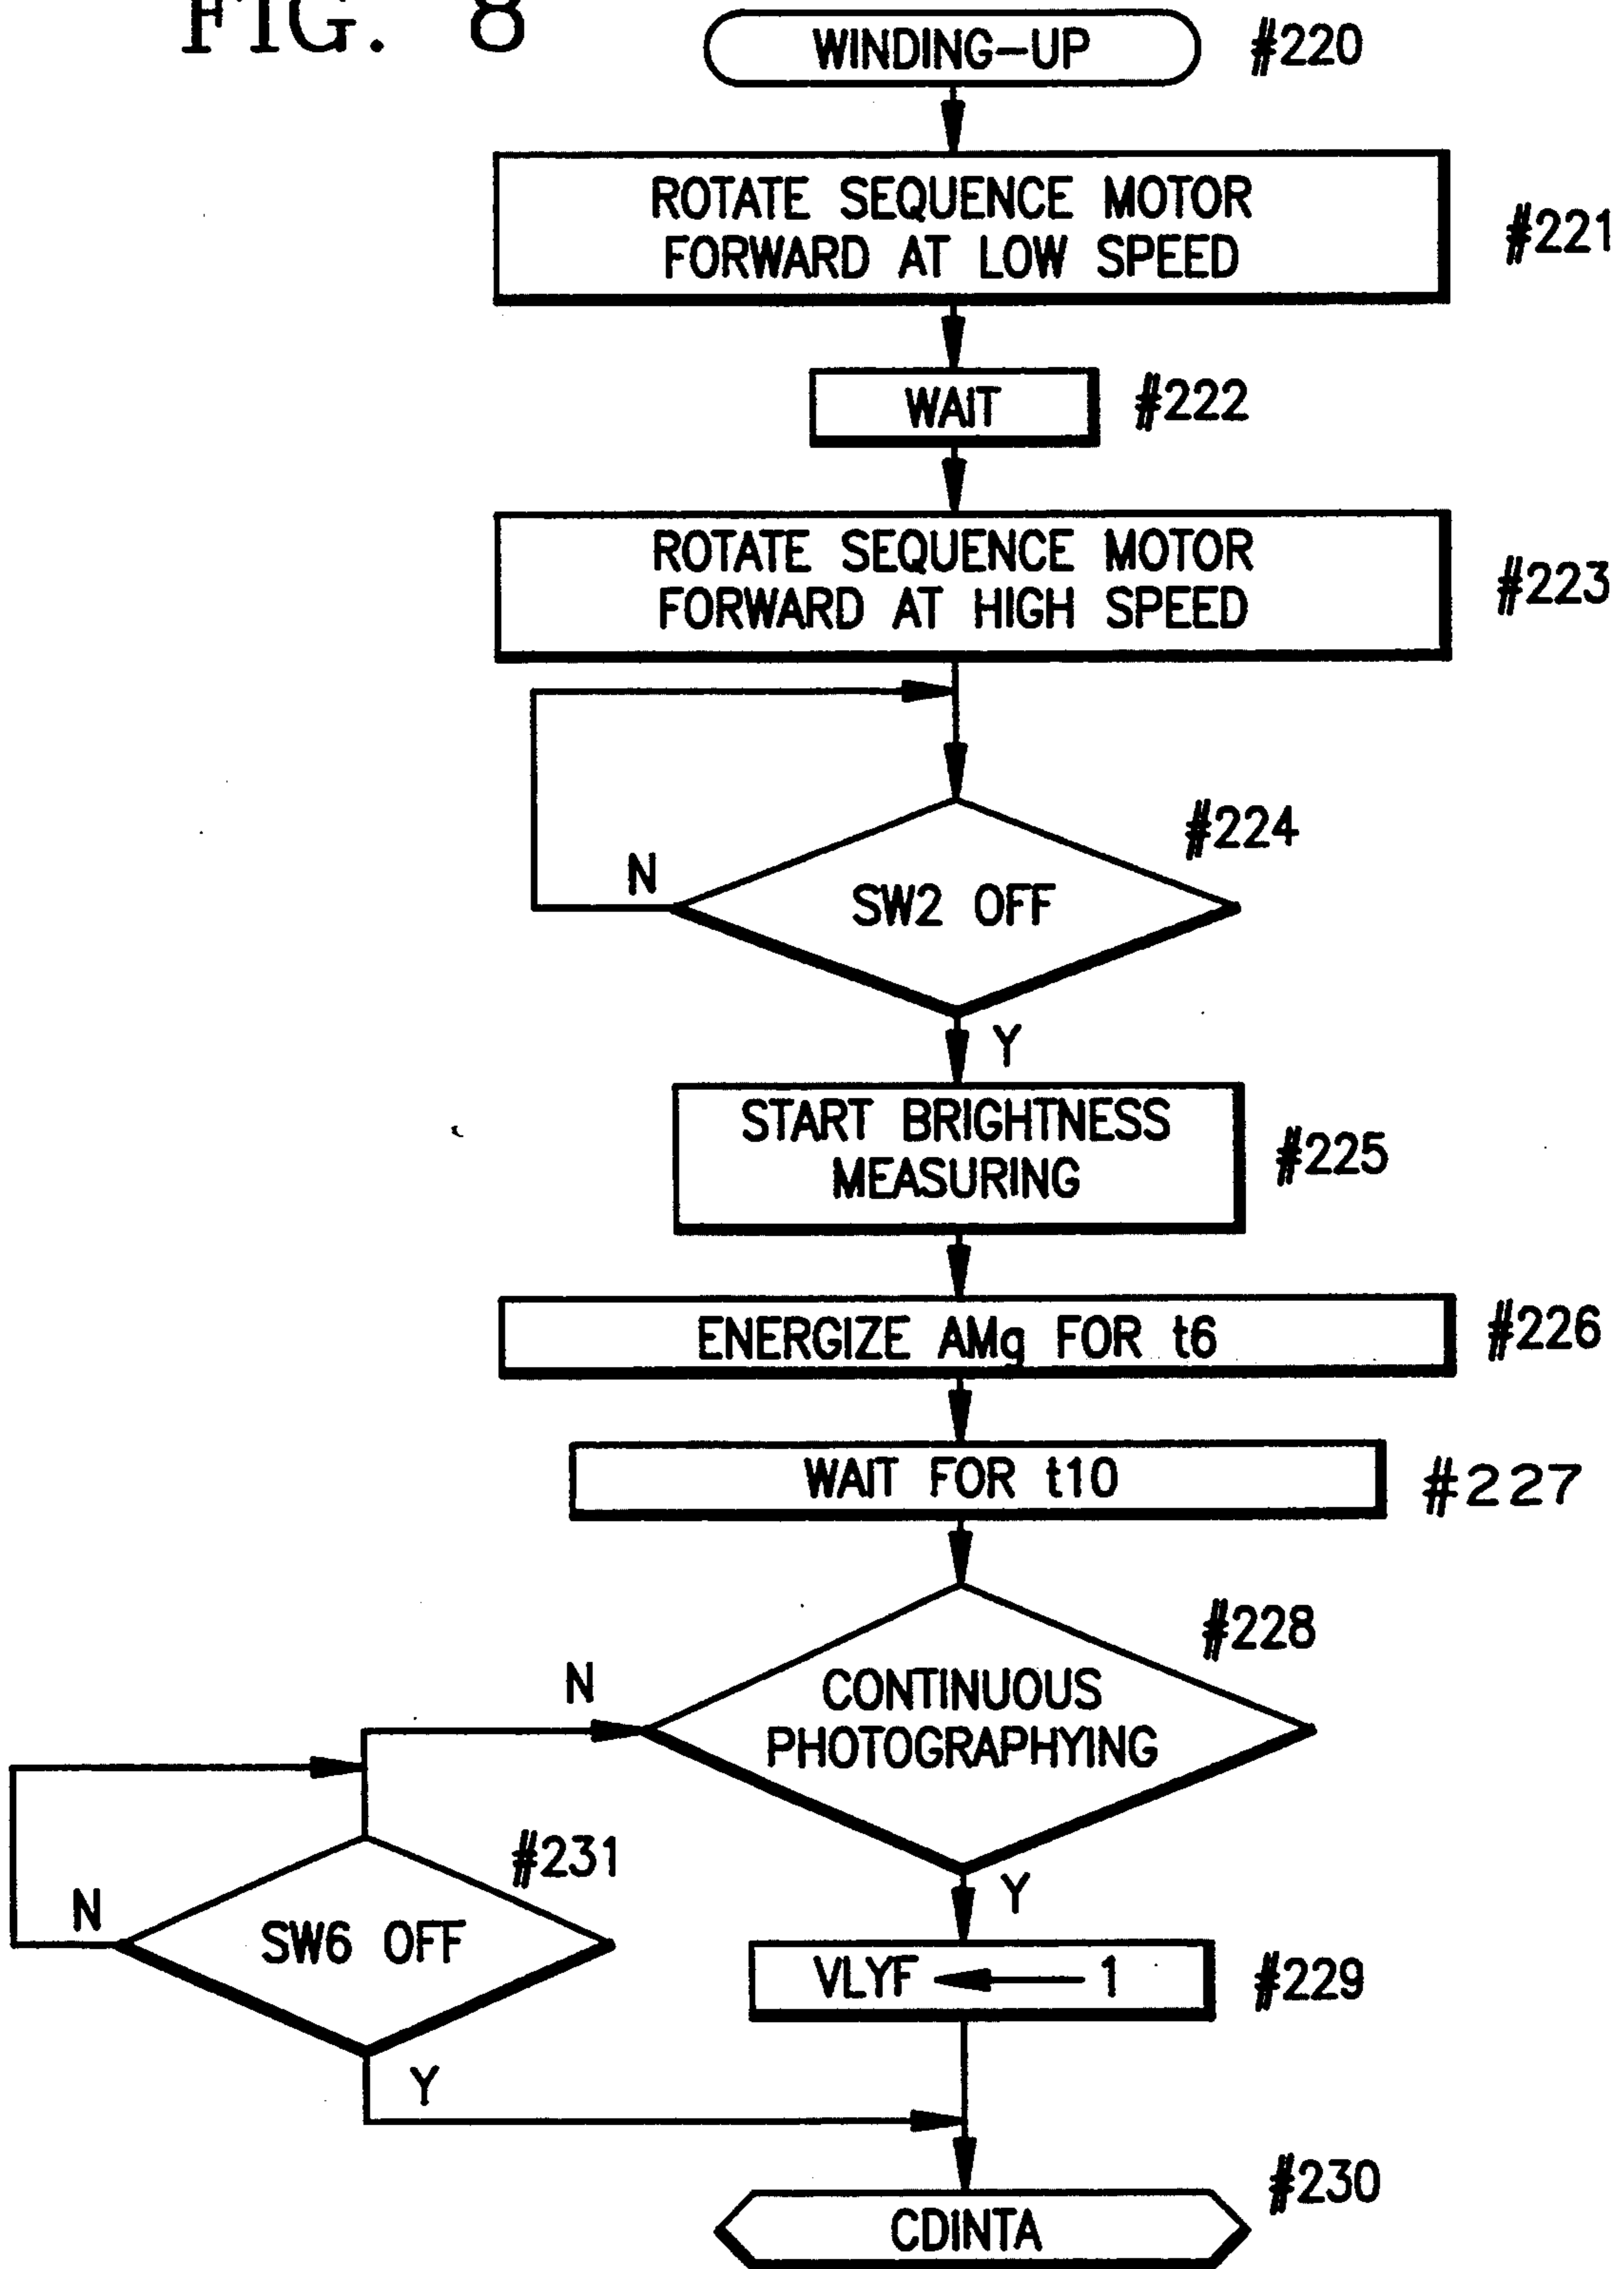 FIG. 8
WINDING-UP #220
ROTATE SEQUENCE MOTOR
FORWARD AT LOW SPEED
#221
WAIT #222
ROTATE SEQUENCE MOTOR
FORWARD AT HIGH SPEED
#223
#224
N
SW2 OFF
Y
START BRIGHTNESS
MEASURING
#225
ENERGIZE AMg FOR t6 #226
WAIT FOR t10 #227
#228
N
CONTINUOUS
PHOTOGRAPHYING
#231
Y
N
SW6 OFF
VLYF ← 1 #229
Y
#230
CDINTA